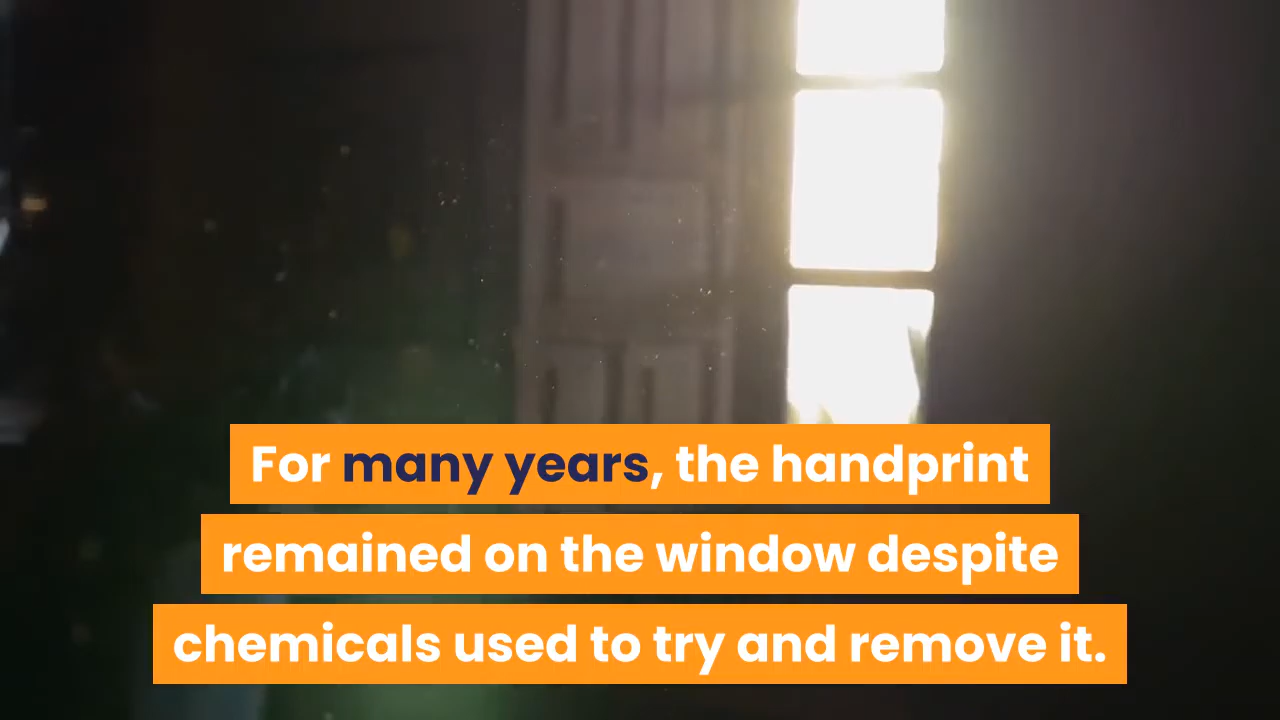 For many years, the handprint
remained on the window despite
chemicals used to try and remove it.